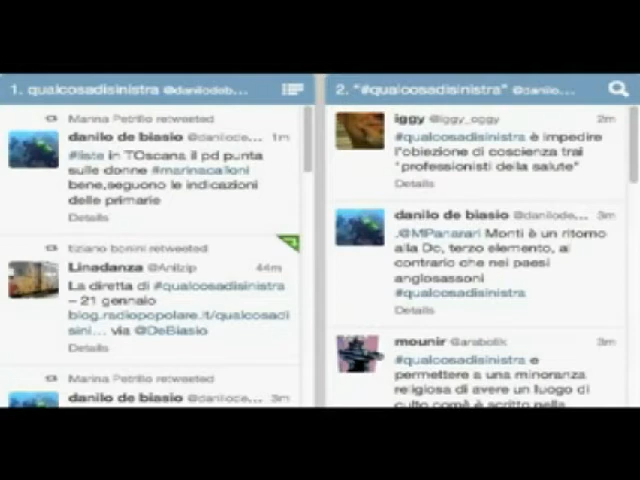 1. qualcosadisinistra @danilodeb...
Marina Petrillo retweeted
danilo de biasio @danilode... 1m
#liste in TOscana il pd punta
sulle donne #marinacalloni
bene,seguono le indicazioni
delle primarie
Details
tiziano bonini retweeted
Linadanza @Anitzip 44m
La diretta di #qualcosadisinistra
– 21 gennaio
blog.radiopopolare.it/qualcosadi
sini... via @DeBiasio
Details
Marina Petrillo retweeted
danilo de biasio @danilode... 3m
2. "#qualcosadisinistra" @danilo...
iggy @iggy_oggy 2m
#qualcosadisinistra è impedire
l'obiezione di coscienza trai
"professionisti della salute"
Details
danilo de biasio @danilode... 3m
.@MPanarari Monti è un ritorno
alla Dc, terzo elemento, al
contrario che nei paesi
anglosassoni
#qualcosadisinistra
Details
mounir @arabolik 3m
#qualcosadisinistra e
permettere a una minoranza
religiosa di avere un luogo di
culto comè è scritto nella